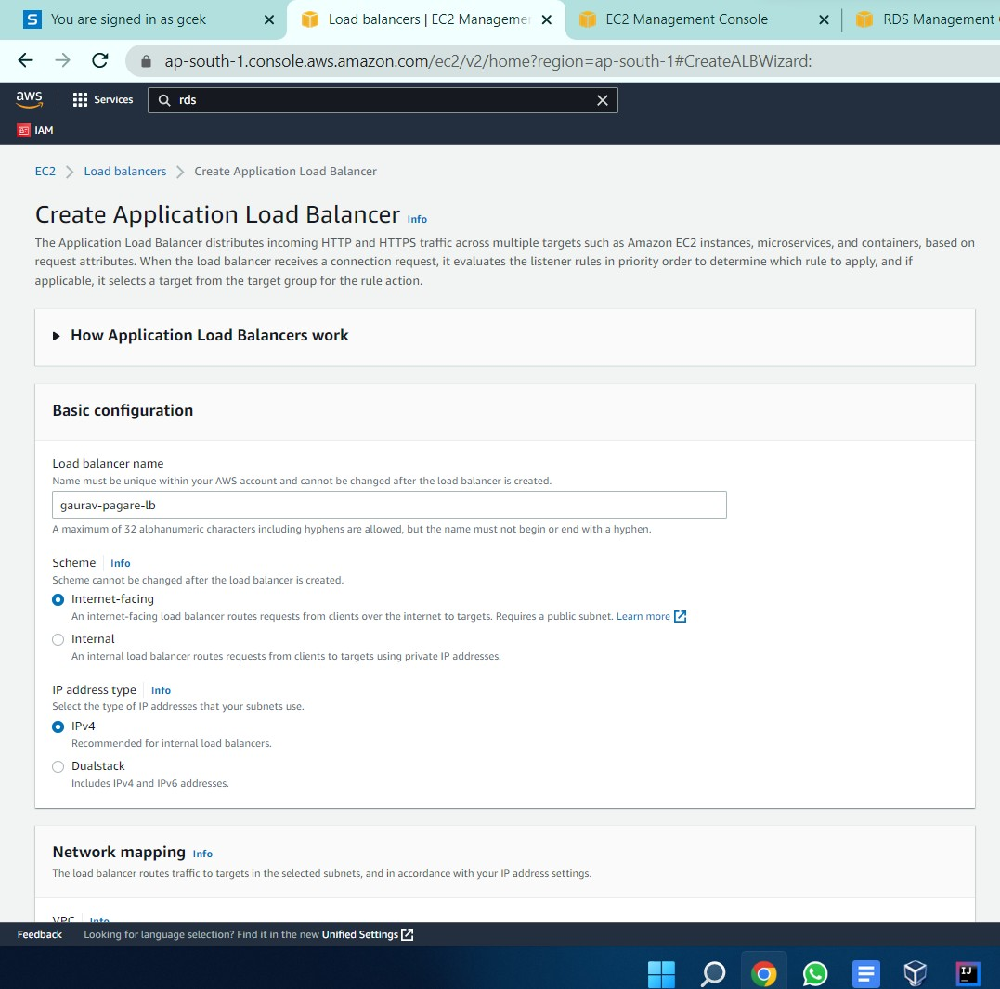 S You are signed in as gcek
Load balancers | EC2 Managemen
EC2 Management Console
RDS Management
ap-south-1.console.aws.amazon.com/ec2/v2/home?region=ap-south-1#CreateALBWizard:
aws Services rds
IAM
EC2 Load balancers Create Application Load Balancer
Create Application Load Balancer Info
The Application Load Balancer distributes incoming HTTP and HTTPS traffic across multiple targets such as Amazon EC2 instances, microservices, and containers, based on
request attributes. When the load balancer receives a connection request, it evaluates the listener rules in priority order to determine which rule to apply, and if
applicable, it selects a target from the target group for the rule action.
How Application Load Balancers work
Basic configuration
Load balancer name
Name must be unique within your AWS account and cannot be changed after the load balancer is created.
gaurav-pagare-lb
A maximum of 32 alphanumeric characters including hyphens are allowed, but the name must not begin or end with a hyphen.
Scheme Info
Scheme cannot be changed after the load balancer is created.
Internet-facing
An internet-facing load balancer routes requests from clients over the internet to targets. Requires a public subnet. Learn more
Internal
An internal load balancer routes requests from clients to targets using private IP addresses.
IP address type Info
Select the type of IP addresses that your subnets use.
IPv4
Recommended for internal load balancers.
Dualstack
Includes IPv4 and IPv6 addresses.
Network mapping Info
The load balancer routes traffic to targets in the selected subnets, and in accordance with your IP address settings.
VPC Info
Feedback Looking for language selection? Find it in the new Unified Settings
IJ